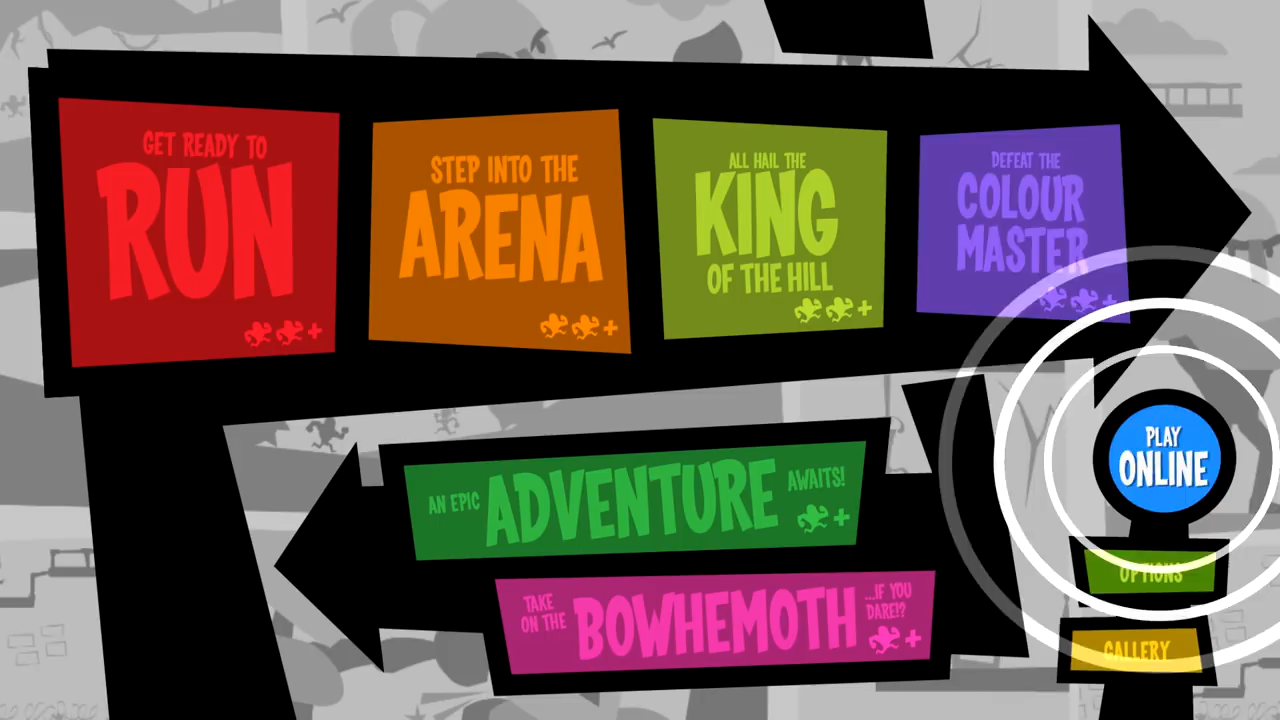 GET READY TO
RUN
+
STEP INTO THE
ARENA
+
ALL HAIL THE
KING
OF THE HILL
+
DEFEAT THE
COLOUR
MASTER
+
AN EPIC ADVENTURE AWAITS!
+
TAKE
ON THE
BOWHEMOTH
...IF YOU
DARE!?
+
PLAY
ONLINE
OPTIONS
GALLERY